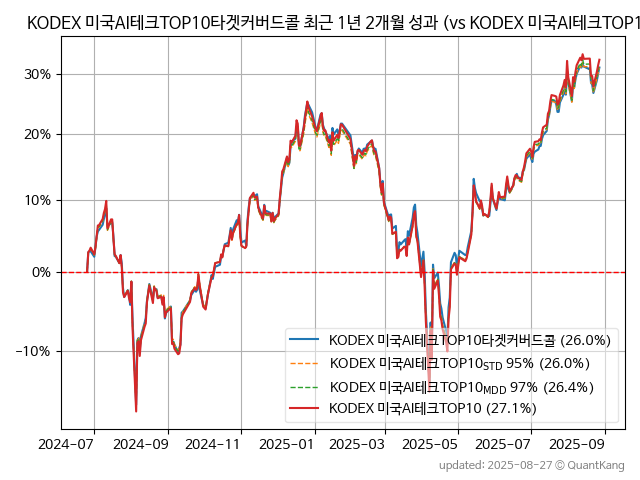 KODEX 미국AI테크TOP10타겟커버드콜 최근 1년 2개월 성과 (vs KODEX 미국AI테크TOP1
30%
20%
10%
0%
−10%
KODEX 미국AI테크TOP10타겟커버드콜 (26.0%)
KODEX 미국AI테크TOP10STD 95% (26.0%)
KODEX 미국AI테크TOP10MDD 97% (26.4%)
KODEX 미국AI테크TOP10 (27.1%)
2024-07 2024-09 2024-11 2025-01 2025-03 2025-05 2025-07 2025-09
updated: 2025-08-27 © QuantKang